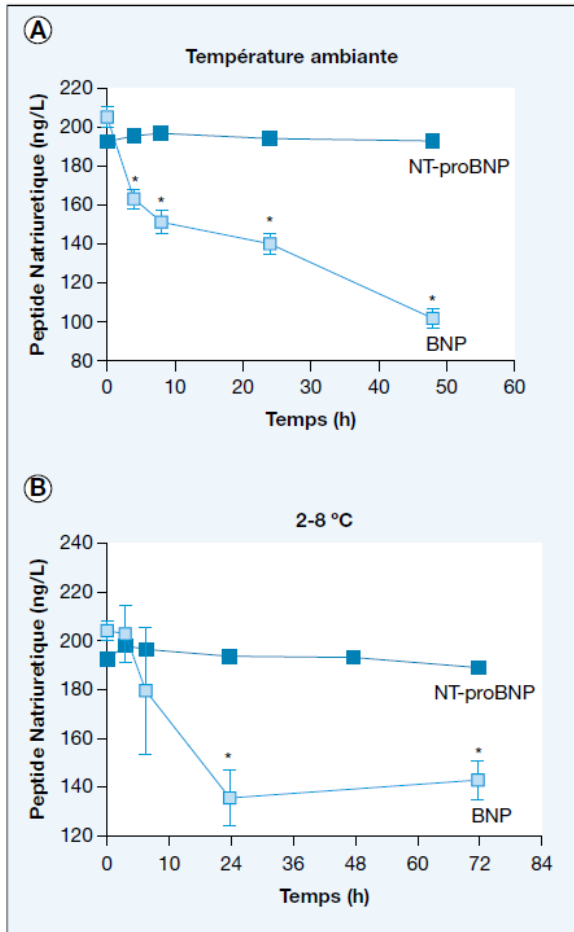 A
Température ambiante
Peptide Natriuretique (ng/L)
220
200
180
160
140
120
100
80
NT-proBNP
*
*
*
*
BNP
0 10 20 30 40 50 60
Temps (h)
B
2-8 ºC
Peptide Natriuretique (ng/L)
240
220
200
180
160
140
120
NT-proBNP
*
*
BNP
0 10 24 36 48 60 72 84
Temps (h)